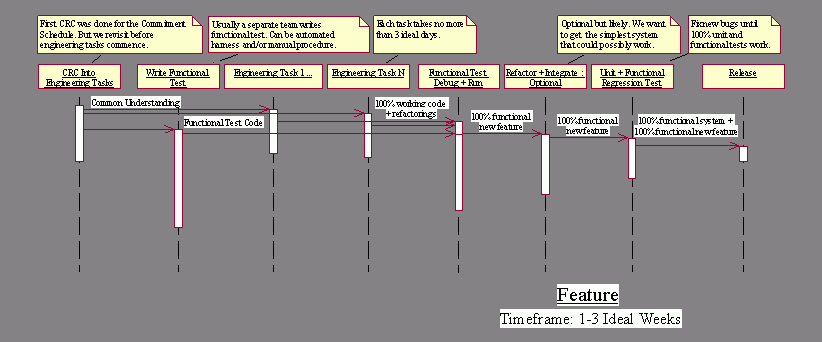 First CRC was done for the Commitment
Schedule. But we revisit before
engineering tasks commence.
Usually a separate team writes
functional test. Can be automated
harness and/or manual procedure.
Each task takes no more
than 3 ideal days.
Optional but likely. We want
to get the simplest system
that could possibly work.
Fix new bugs until
100% unit and
functional tests work.
CRC Into
Engineering Tasks
Write Functional
Test
Engineering Task 1 ...
Engineering Task N
Functional Test
Debug + Run
Refactor + Integrate :
Optional
Unit + Functional
Regression Test
Release
Common Understanding
Functional Test Code
100% working code
+ refactorings
100% functional
new feature
100% functional
new feature
100% functional system +
100% functional new feature
Feature
Timeframe: 1-3 Ideal Weeks